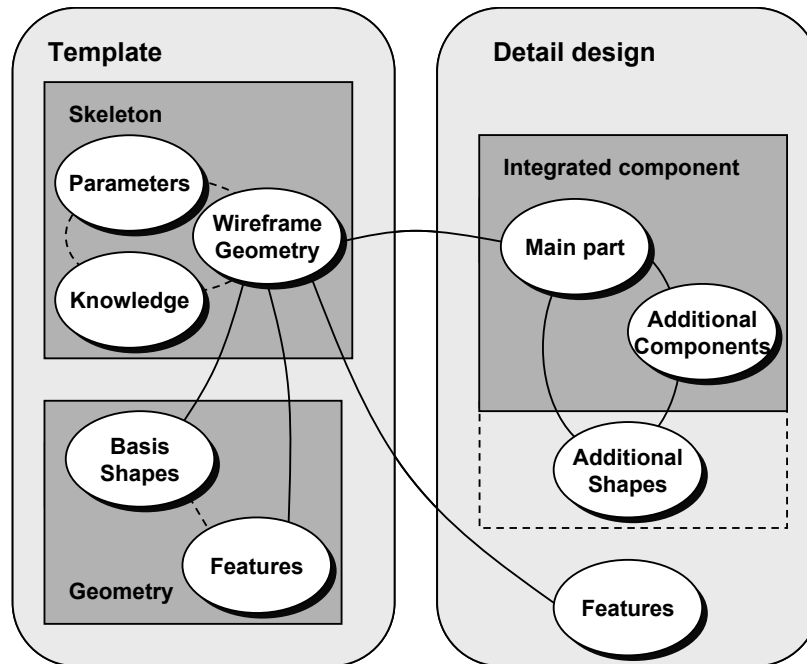 Template
Skeleton
Parameters
Wireframe
Geometry
Knowledge
Basis
Shapes
Features
Geometry
Detail design
Integrated component
Main part
Additional
Components
Additional
Shapes
Features